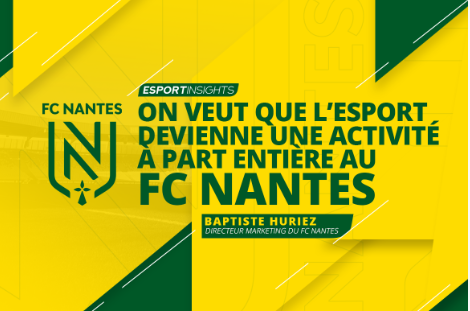 ESPORTINSIGHTS
FC NANTES
N
ON VEUT QUE L'ESPORT
DEVIENNE UNE ACTIVITÉ
À PART ENTIÈRE AU
FC NANTES
BAPTISTE HURIEZ
DIRECTEUR MARKETING DU FC NANTES